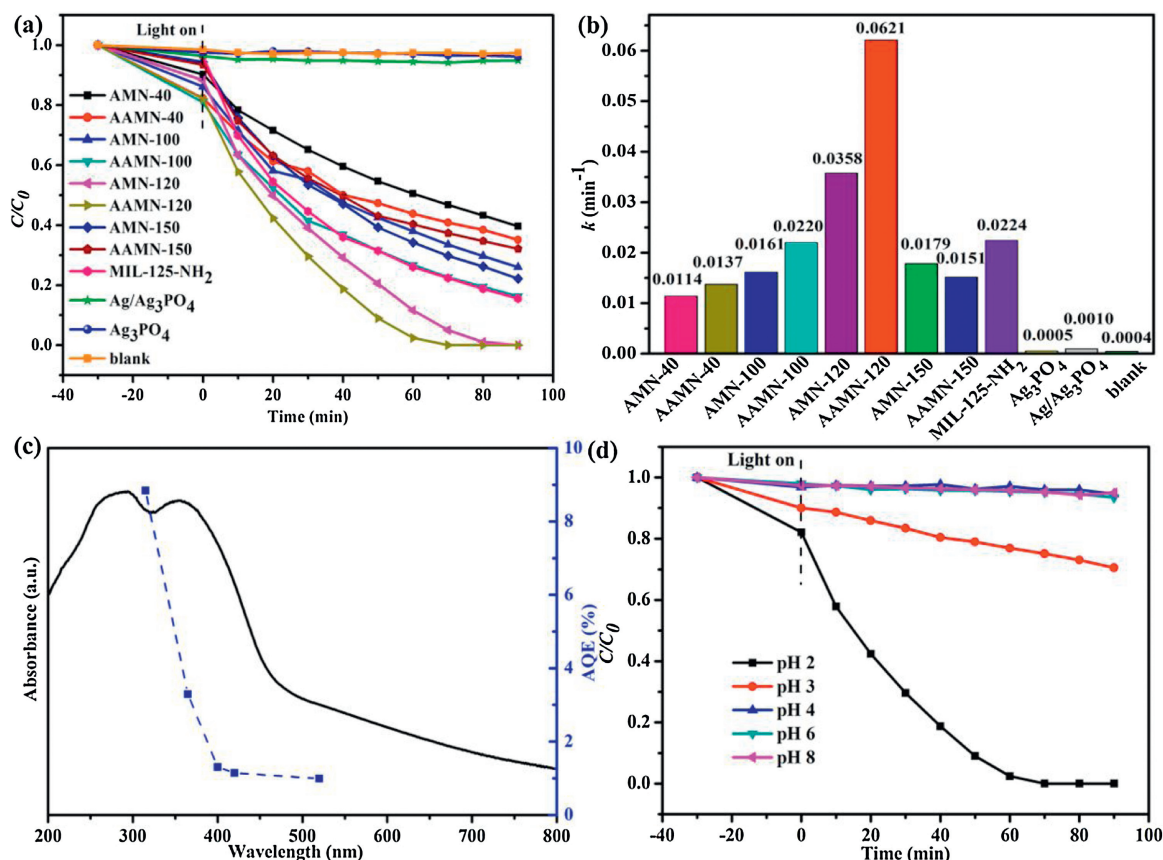 (a)
Light on
1.0
0.8
0.6
0.4
0.2
0.0
C/C0
AMN-40
AAMN-40
AMN-100
AAMN-100
AMN-120
AAMN-120
AMN-150
AAMN-150
MIL-125-NH2
Ag/Ag3PO4
Ag3PO4
blank
-40 -20 0 20 40 60 80 100
Time (min)
(b)
0.06
0.05
0.04
0.03
0.02
0.01
0.00
k (min-1)
0.0114
0.0137
0.0161
0.0220
0.0358
0.0621
0.0179
0.0151
0.0224
0.0005
0.0010
0.0004
AMN-40
AAMN-40
AMN-100
AAMN-100
AMN-120
AAMN-120
AMN-150
AAMN-150
MIL-125-NH2
Ag3PO4
Ag/Ag3PO4
blank
(c)
Absorbance (a.u.)
10
8
6
4
2
0
AQE (%)
200 300 400 500 600 700 800
Wavelength (nm)
(d)
Light on
1.0
0.8
0.6
0.4
0.2
0.0
C/C0
pH 2
pH 3
pH 4
pH 6
pH 8
-40 -20 0 20 40 60 80 100
Time (min)